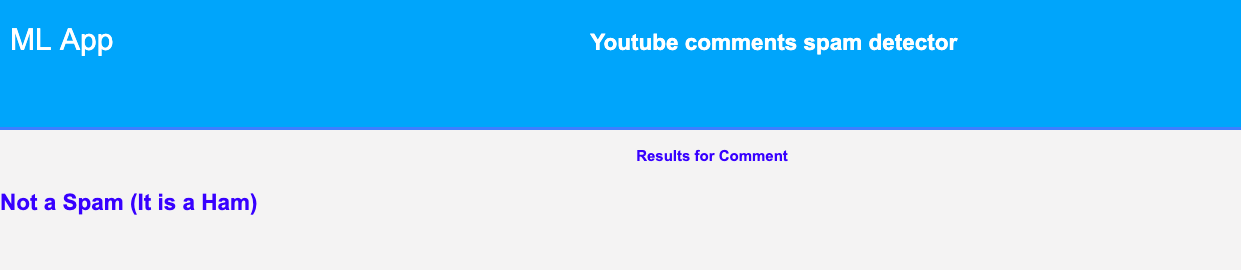 ML App
Youtube comments spam detector
Results for Comment
Not a Spam (It is a Ham)